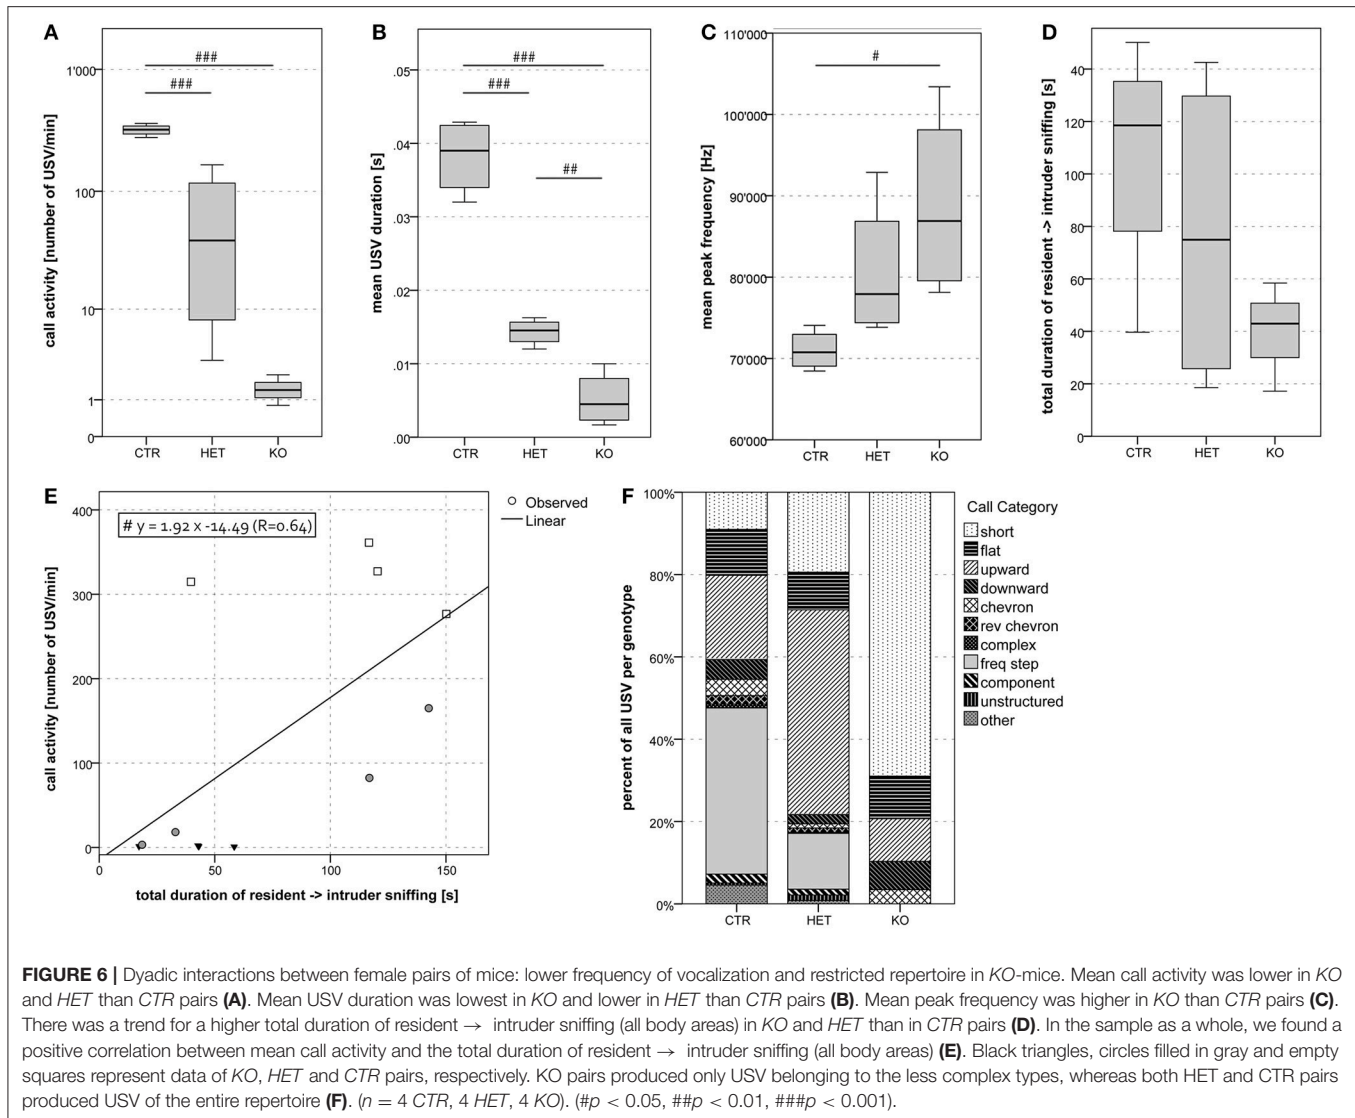 A
call activity [number of USV/min]
1'000
100
10
1
0
###
###
CTR
HET
KO
B
mean USV duration [s]
.05
.04
.03
.02
.01
.00
###
###
##
CTR
HET
KO
C
mean peak frequency [Hz]
110'000
100'000
90'000
80'000
70'000
60'000
#
CTR
HET
KO
D
total duration of resident -> intruder sniffing [s]
40
120
100
80
60
40
20
0
CTR
HET
KO
E
call activity [number of USV/min]
400
300
200
100
0
# y = 1.92 x -14.49 (R=0.64)
Observed
Linear
0
50
100
150
total duration of resident -> intruder sniffing [s]
F
percent of all USV per genotype
100%
80%
60%
40%
20%
0%
CTR
HET
KO
Call Category
short
flat
upward
downward
chevron
rev chevron
complex
freq step
component
unstructured
other
FIGURE 6 | Dyadic interactions between female pairs of mice: lower frequency of vocalization and restricted repertoire in KO-mice. Mean call activity was lower in KO
and HET than CTR pairs (A). Mean USV duration was lowest in KO and lower in HET than CTR pairs (B). Mean peak frequency was higher in KO than CTR pairs (C).
There was a trend for a higher total duration of resident → intruder sniffing (all body areas) in KO and HET than in CTR pairs (D). In the sample as a whole, we found a
positive correlation between mean call activity and the total duration of resident → intruder sniffing (all body areas) (E). Black triangles, circles filled in gray and empty
squares represent data of KO, HET and CTR pairs, respectively. KO pairs produced only USV belonging to the less complex types, whereas both HET and CTR pairs
produced USV of the entire repertoire (F). (n = 4 CTR, 4 HET, 4 KO). (#p < 0.05, ##p < 0.01, ###p < 0.001).